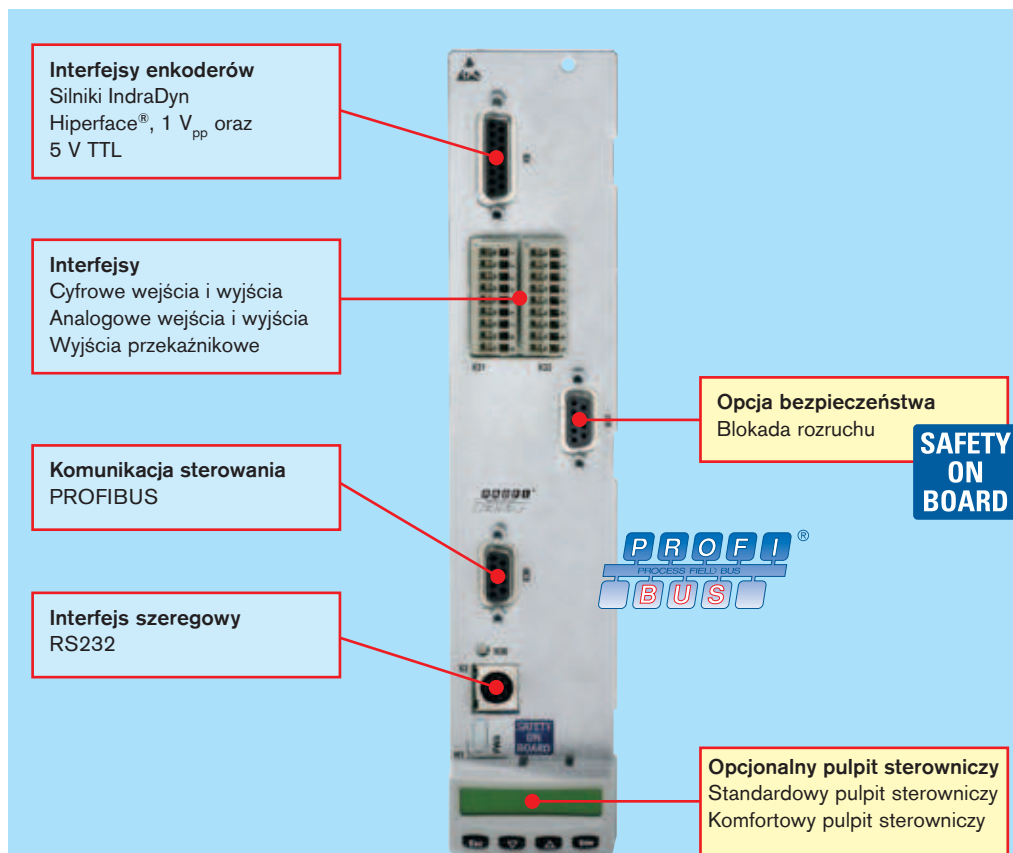 Interfejsy enkoderów
Silniki IndraDyn
Hiperface®, 1 Vpp oraz
5 V TTL
Interfejsy
Cyfrowe wejścia i wyjścia
Analogowe wejścia i wyjścia
Wyjścia przekaźnikowe
Opcja bezpieczeństwa
Blokada rozruchu
SAFETY
ON
BOARD
Komunikacja sterowania
PROFIBUS
PROFI®
PROCESS FIELD BUS
BUS
Interfejs szeregowy
RS232
SAFETY
ON
BOARD
Opcjonalny pulpit sterowniczy
Standardowy pulpit sterowniczy
Komfortowy pulpit sterowniczy
Esc
Enter